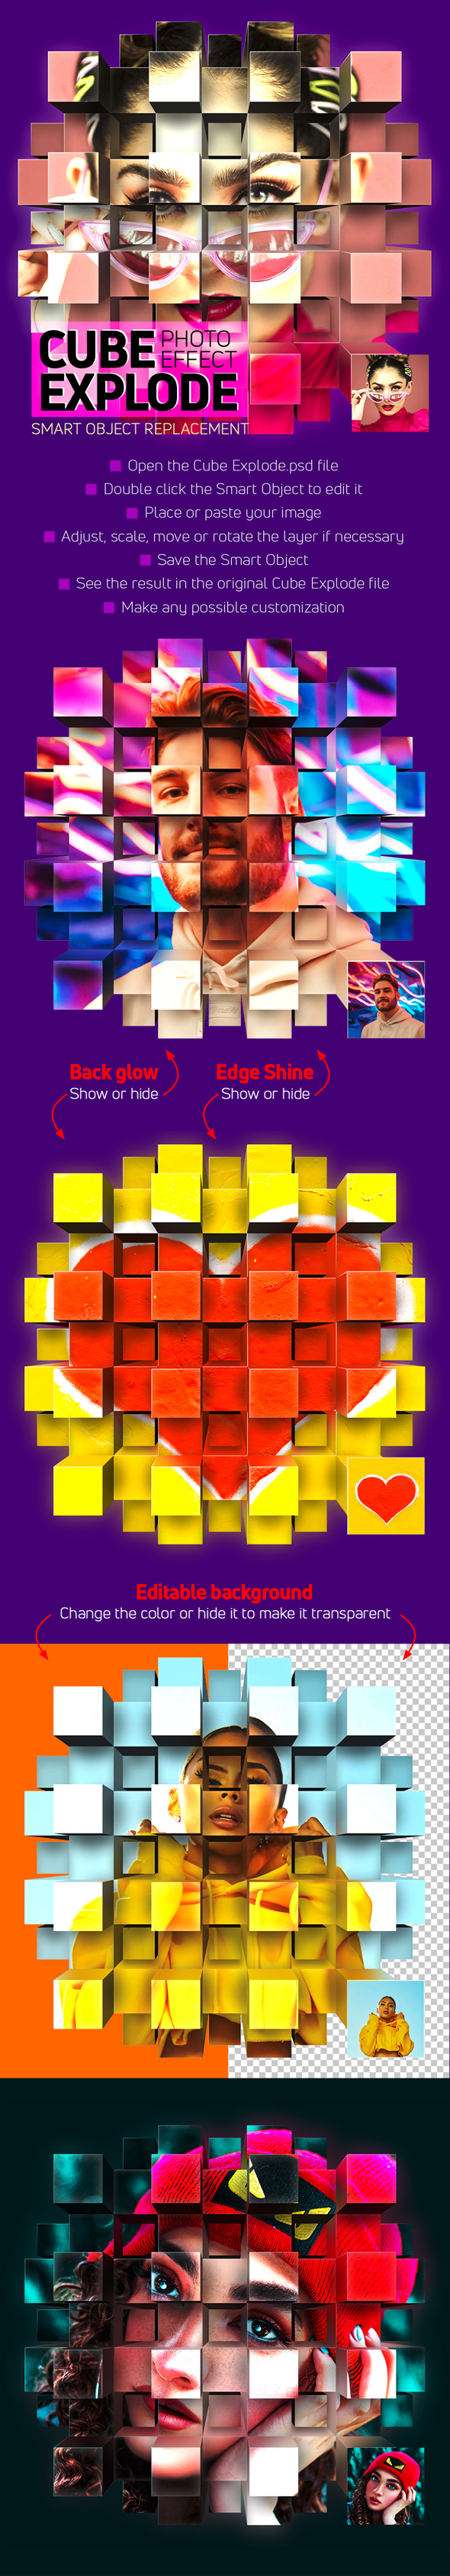 CUBE PHOTO
EFFECT
EXPLODE
SMART OBJECT REPLACEMENT
Open the Cube Explode.psd file
Double click the Smart Object to edit it
Place or paste your image
Adjust, scale, move or rotate the layer if necessary
Save the Smart Object
See the result in the original Cube Explode file
Make any possible customization
Back glow
Show or hide
Edge Shine
Show or hide
Editable background
Change the color or hide it to make it transparent